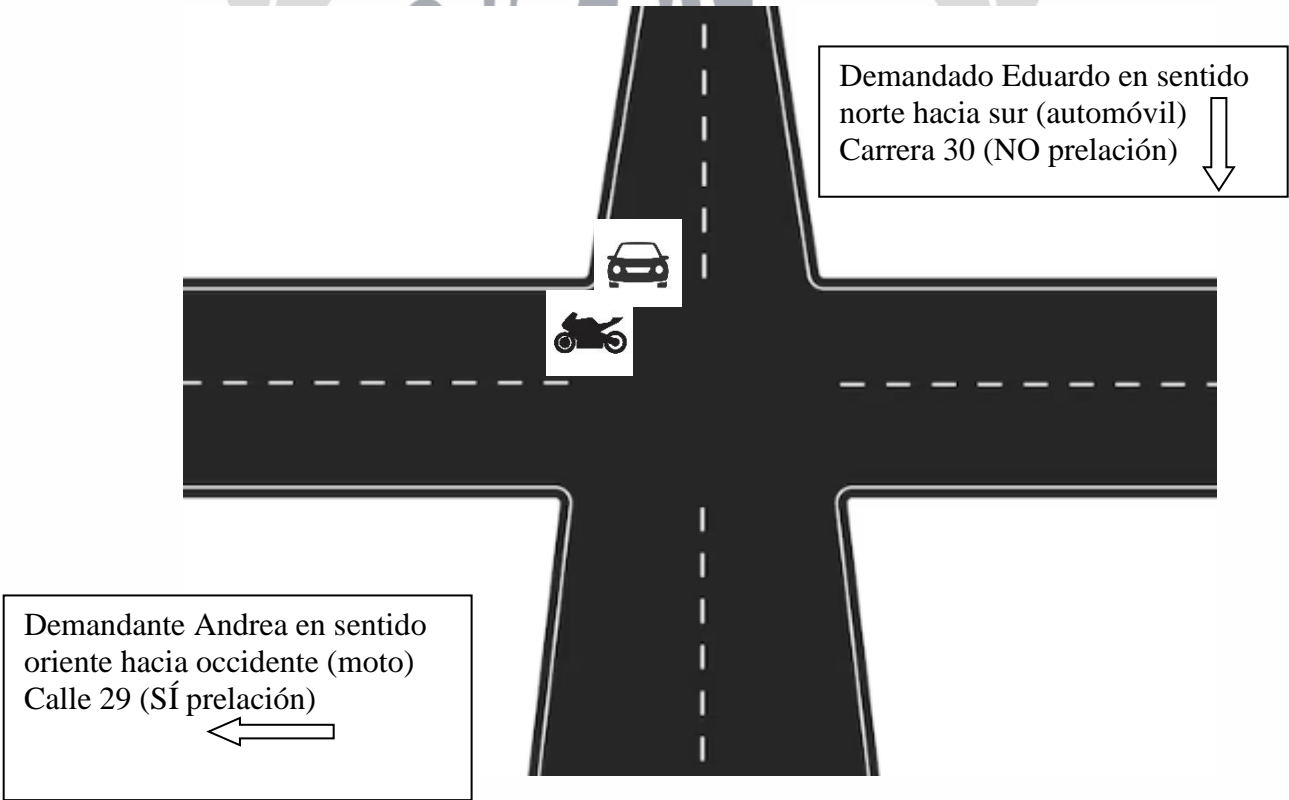 Demandado Eduardo en sentido
norte hacia sur (automóvil)
Carrera 30 (NO prelación)
Demandante Andrea en sentido
oriente hacia occidente (moto)
Calle 29 (SÍ prelación)